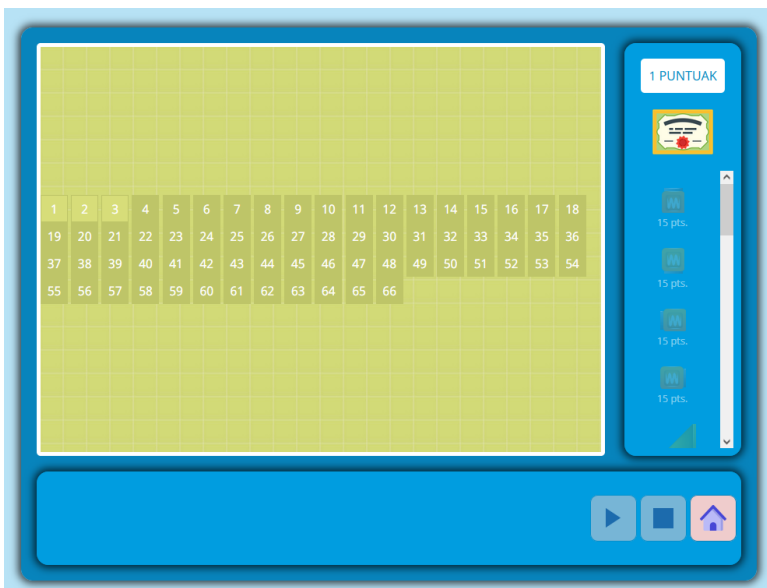 1 PUNTUAK
1 2 3 4 5 6 7 8 9 10 11 12 13 14 15 16 17 18
19 20 21 22 23 24 25 26 27 28 29 30 31 32 33 34 35 36
37 38 39 40 41 42 43 44 45 46 47 48 49 50 51 52 53 54
55 56 57 58 59 60 61 62 63 64 65 66
15 pts.
15 pts.
15 pts.
15 pts.